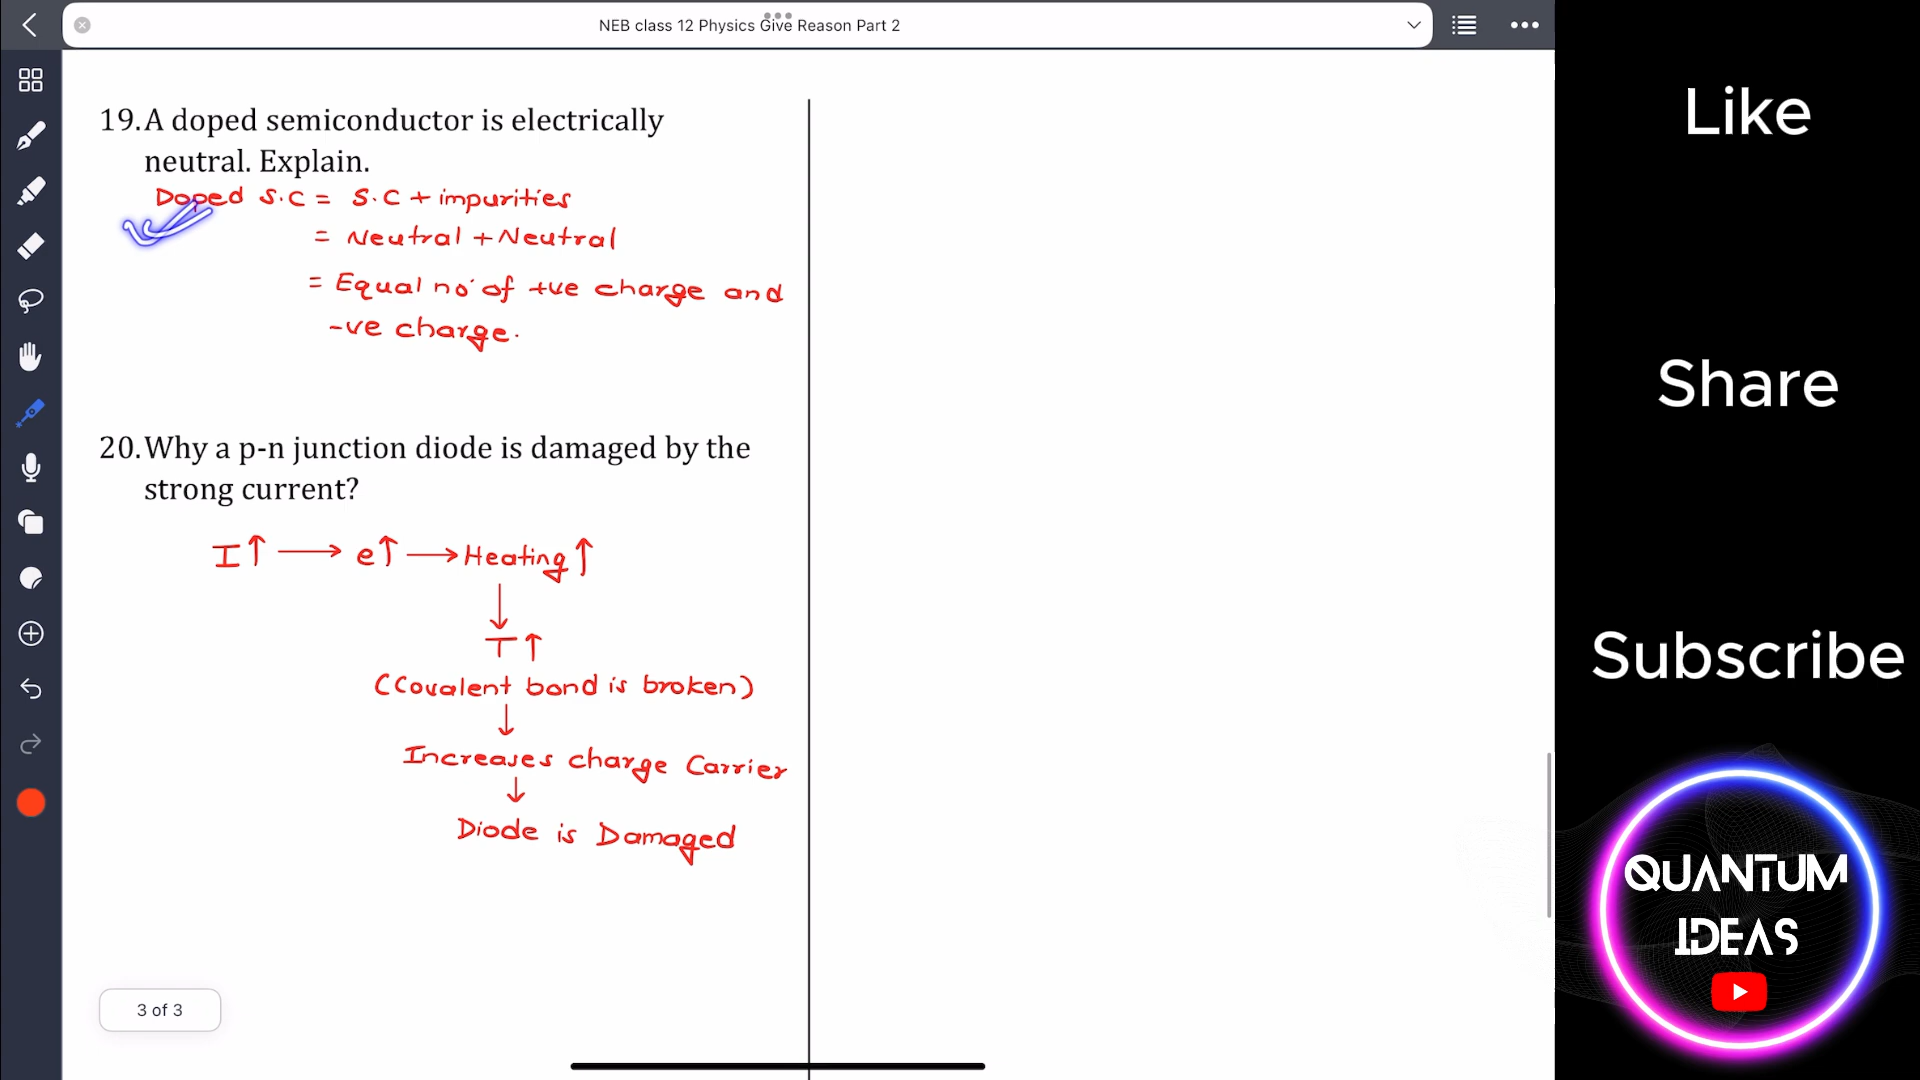 NEB class 12 Physics Give Reason Part 2
19. A doped semiconductor is electrically
neutral. Explain.
Doped S.C = S.C + impurities
= Neutral + Neutral
= Equal no. of +ve charge and
-ve charge.
20. Why a p-n junction diode is damaged by the
strong current?
I↑ → e↑ → Heating↑
↓
T↑
(Covalent bond is broken)
↓
Increases charge Carrier
↓
Diode is Damaged
3 of 3
Like
Share
Subscribe
QUANTUM
IDEAS